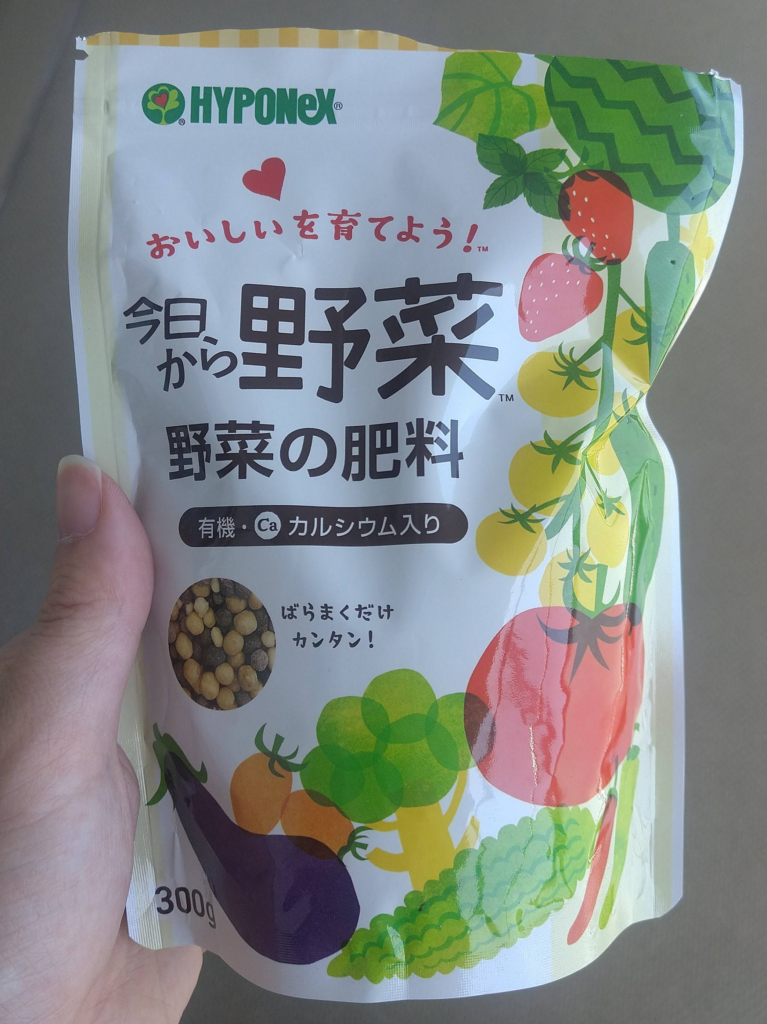 HYPONeX®
おいしいを育てよう!™
今日から野菜™
野菜の肥料
有機・Caカルシウム入り
ばらまくだけ
カンタン!
300g